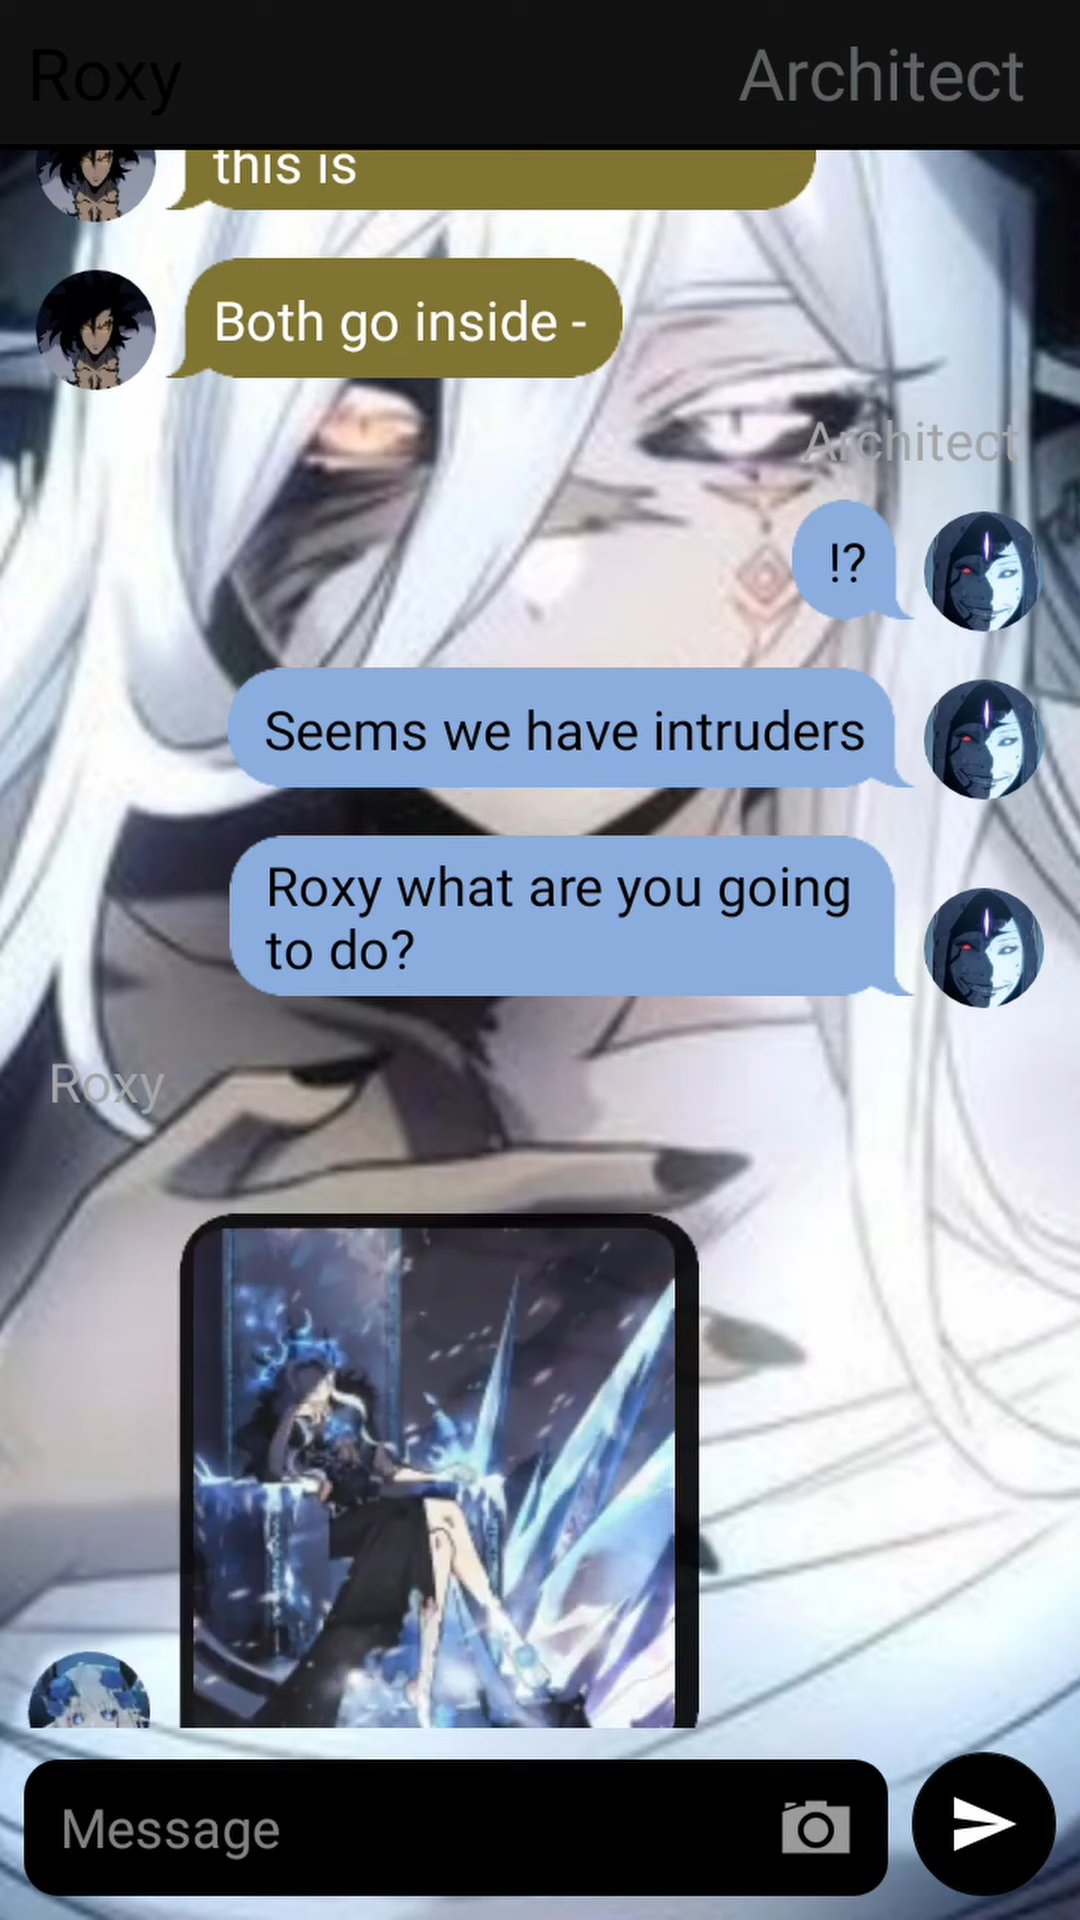 Roxy
Architect
this is
Both go inside -
Architect
!?
Seems we have intruders
Roxy what are you going
to do?
Roxy
Message